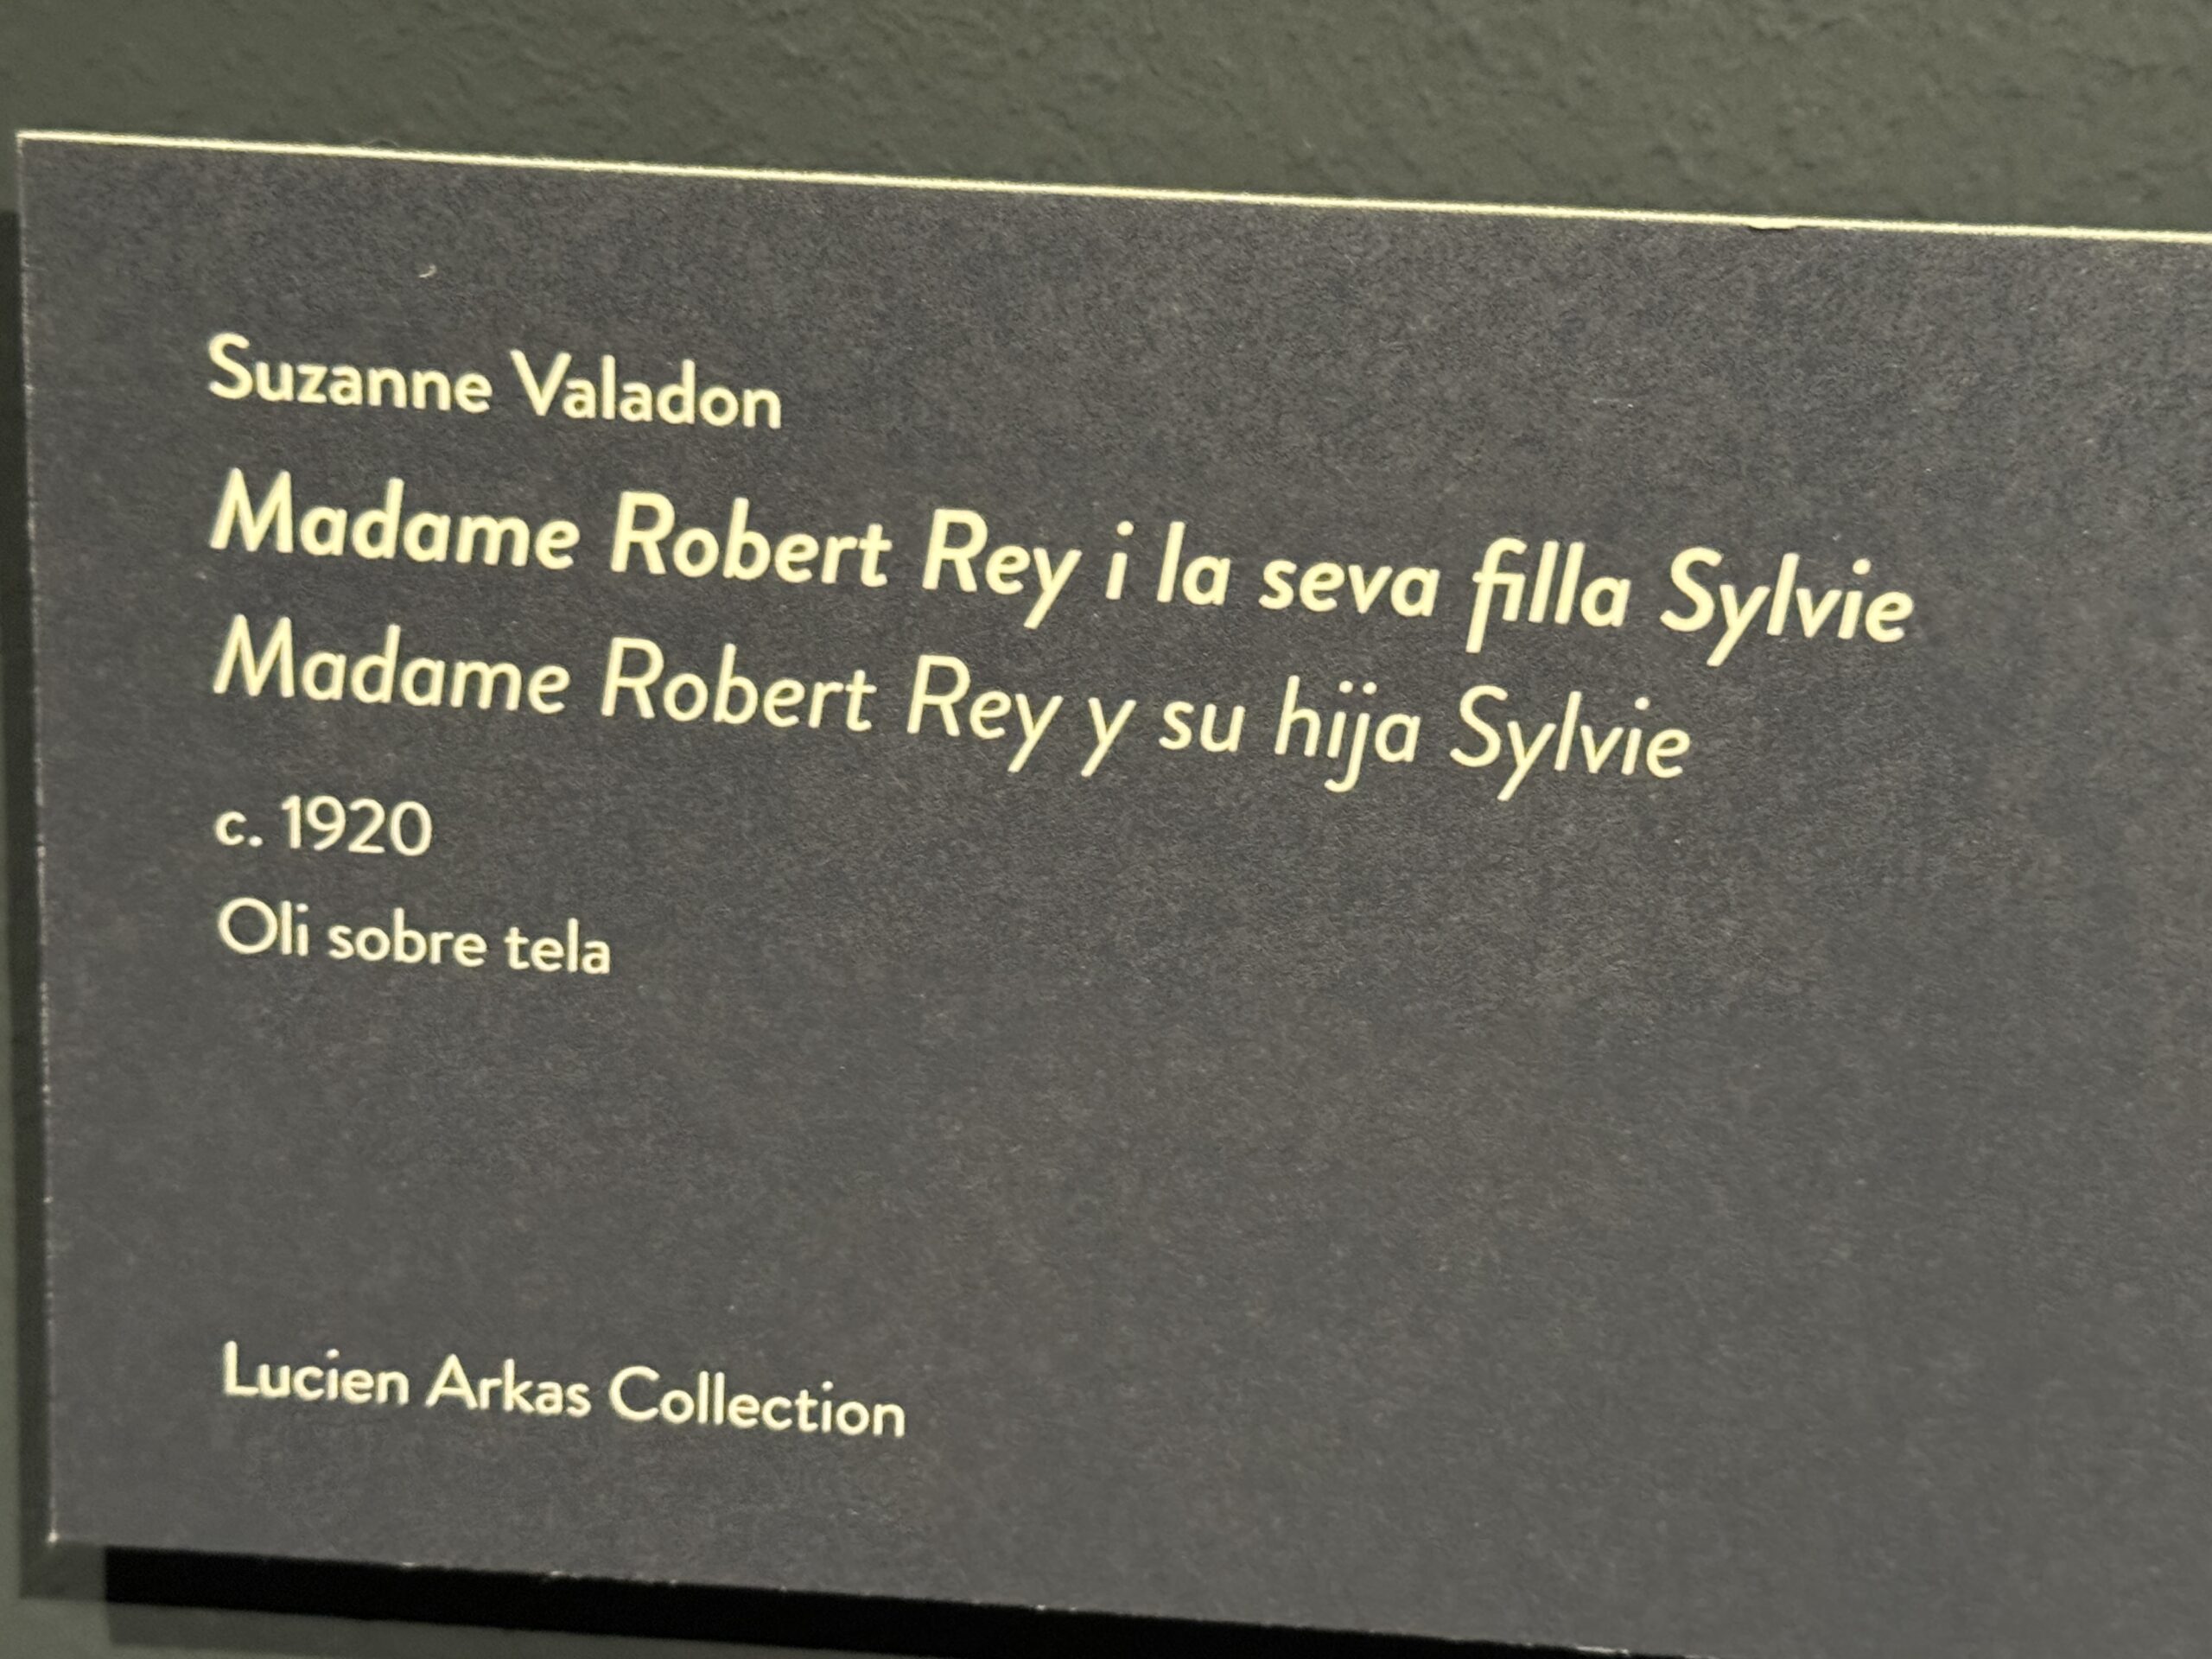 Suzanne Valadon
Madame Robert Rey i la seva filla Sylvie
Madame Robert Rey y su hija Sylvie
c. 1920
Oli sobre tela
Lucien Arkas Collection